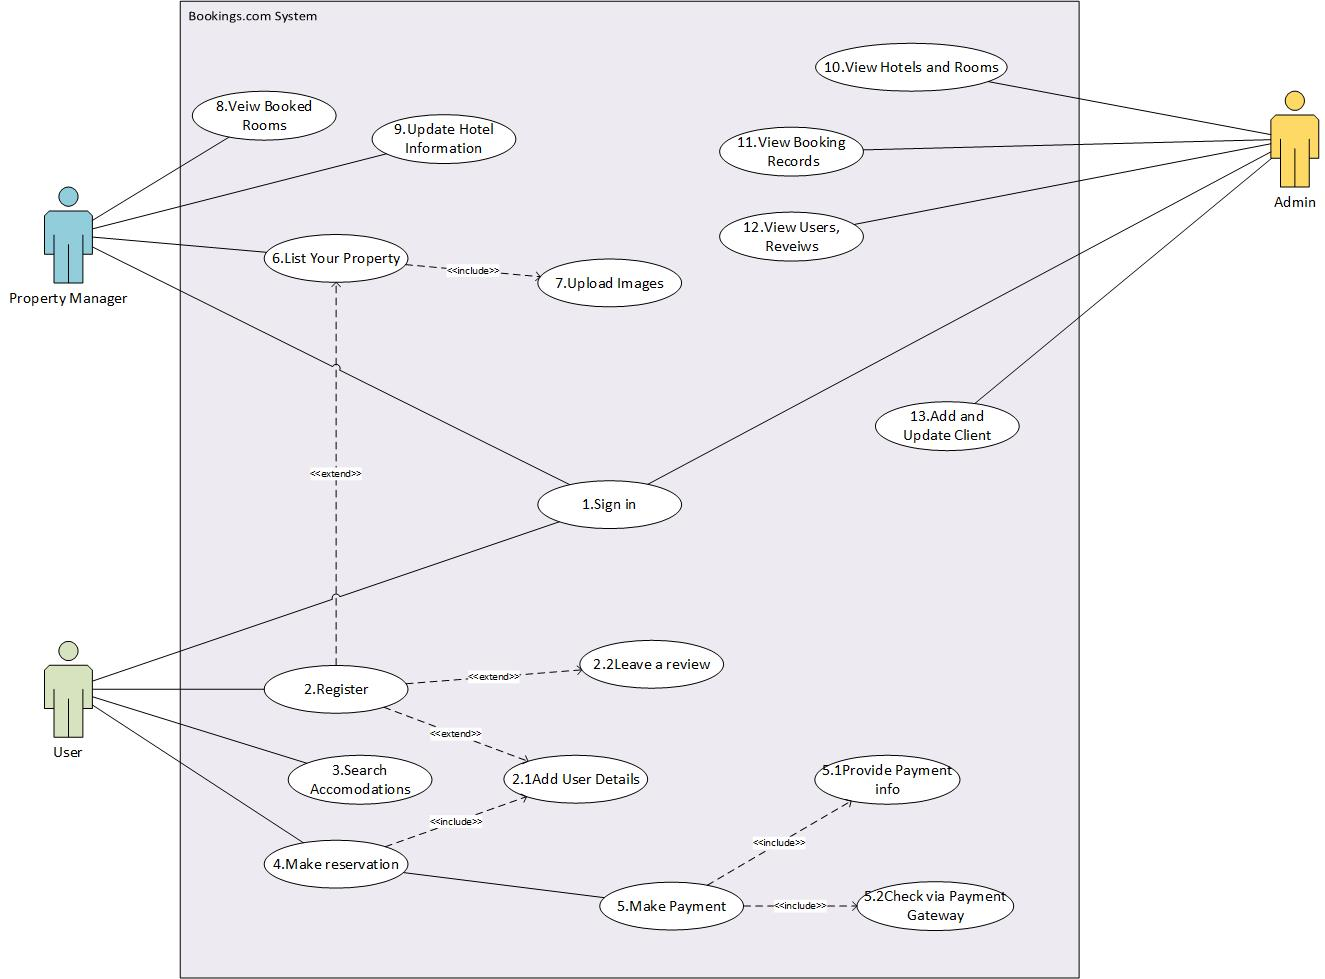 Bookings.com System
10.View Hotels and Rooms
8.Veiw Booked
Rooms
9.Update Hotel
Information
11.View Booking
Records
Admin
12.View Users,
Reveiws
6.List Your Property
<<include>>
7.Upload Images
Property Manager
13.Add and
Update Client
<<extend>>
1.Sign in
2.2Leave a review
<<extend>>
2.Register
<<extend>>
User
3.Search
Accomodations
2.1Add User Details
5.1Provide Payment
info
<<include>>
<<include>>
4.Make reservation
5.Make Payment
<<include>>
5.2Check via Payment
Gateway